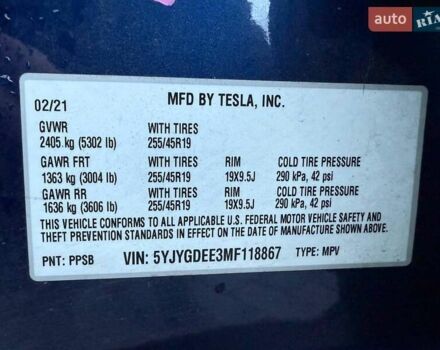 auto RIA
MFD BY TESLA, INC.
02/21
GVWR WITH TIRES
2405 kg (5302 lb) 255/45R19
GAWR FRT WITH TIRES RIM COLD TIRE PRESSURE
1363 kg (3004 lb) 255/45R19 19X9.5J 290 kPa, 42 psi
GAWR RR WITH TIRES RIM COLD TIRE PRESSURE
1636 kg (3606 lb) 255/45R19 19X9.5J 290 kPa, 42 psi
THIS VEHICLE CONFORMS TO ALL APPLICABLE U.S. FEDERAL MOTOR VEHICLE SAFETY AND
THEFT PREVENTION STANDARDS IN EFFECT ON THE DATE OF MANUFACTURE SHOWN ABOVE.
PNT: PPSB VIN: 5YJYGDEE3MF118867 TYPE: MPV